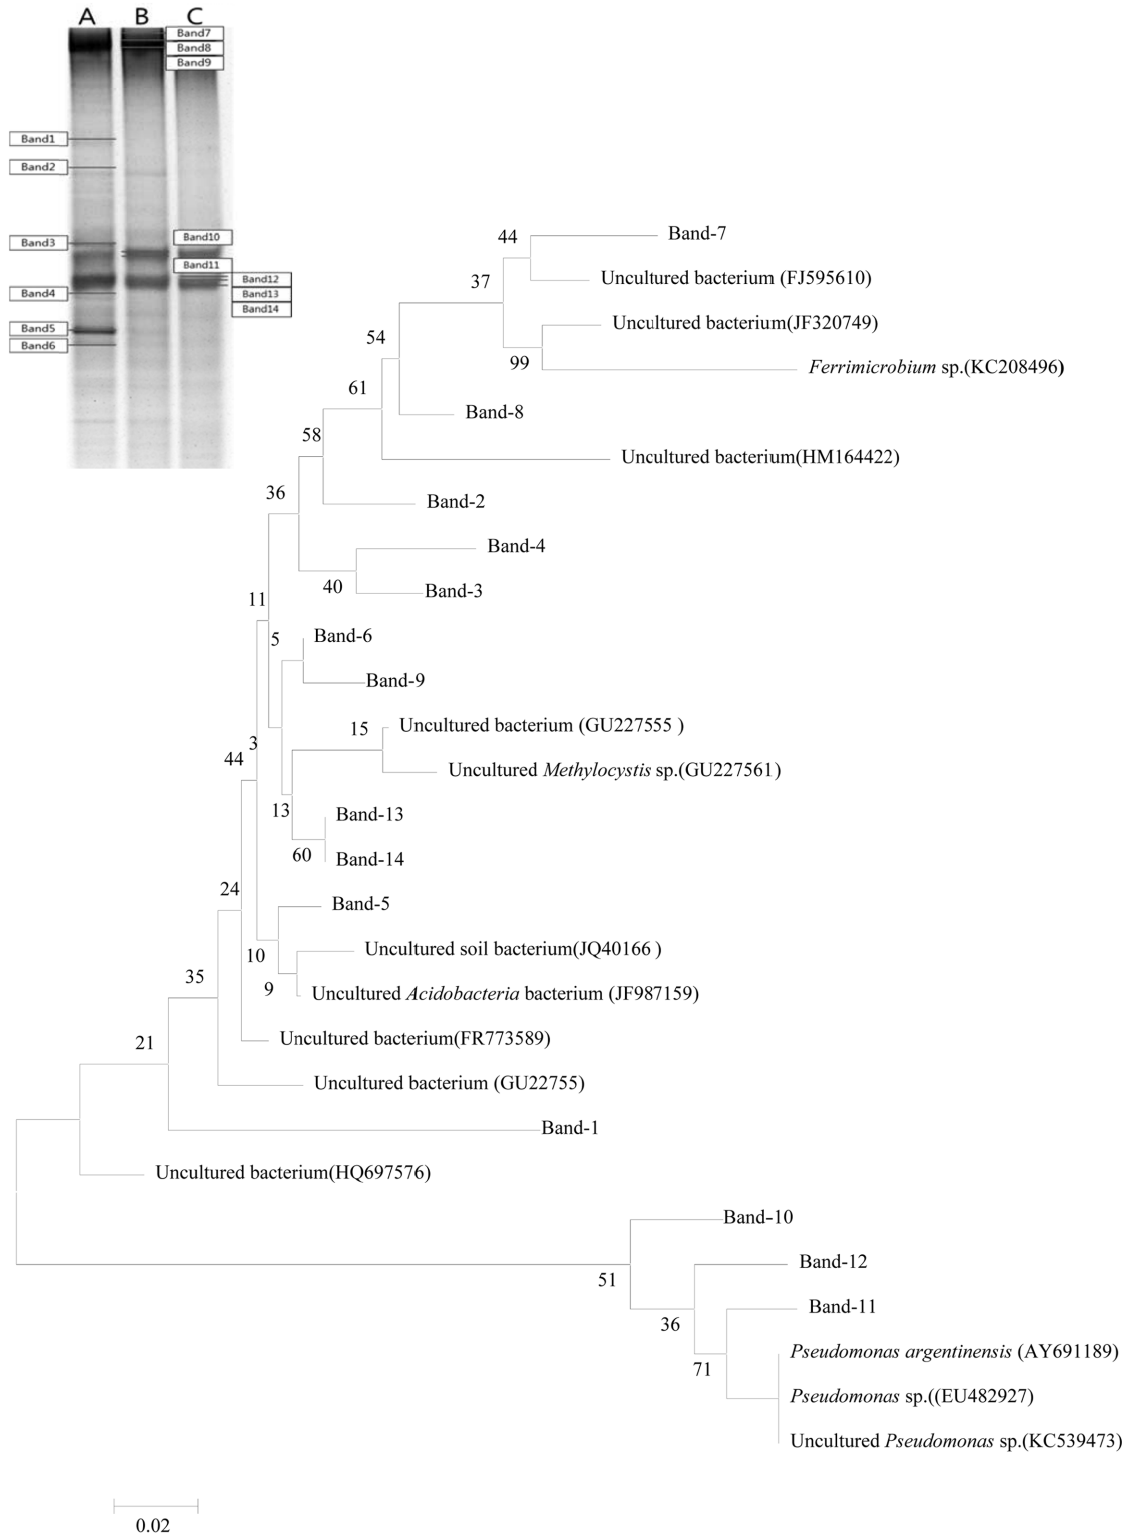 A B C
Band7
Band8
Band9
Band1
Band2
Band3
Band10
Band11
Band12
Band4
Band13
Band14
Band5
Band6
44
Band-7
37
Uncultured bacterium (FJ595610)
54
Uncultured bacterium(JF320749)
99
Ferrimicrobium sp.(KC208496)
61
Band-8
58
Uncultured bacterium(HM164422)
36
Band-2
Band-4
40
Band-3
11
5
Band-6
Band-9
15
Uncultured bacterium (GU227555 )
3
44
Uncultured Methylocystis sp.(GU227561)
13
Band-13
60
Band-14
24
Band-5
10
Uncultured soil bacterium(JQ40166 )
35
9
Uncultured Acidobacteria bacterium (JF987159)
21
Uncultured bacterium(FR773589)
Uncultured bacterium (GU22755)
Band-1
Uncultured bacterium(HQ697576)
Band-10
51
Band-12
36
Band-11
71
Pseudomonas argentinensis (AY691189)
Pseudomonas sp.((EU482927)
Uncultured Pseudomonas sp.(KC539473)
0.02